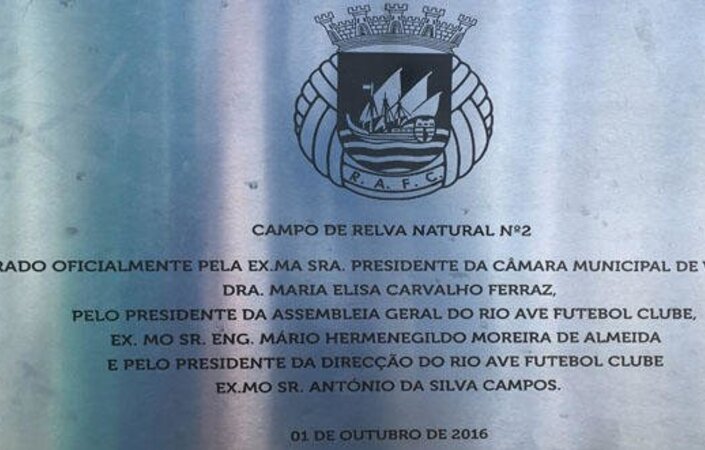 R. A. F. C.
CAMPO DE RELVA NATURAL Nº2
RADO OFICIALMENTE PELA EX.MA SRA. PRESIDENTE DA CÂMARA MUNICIPAL DE V
DRA. MARIA ELISA CARVALHO FERRAZ,
PELO PRESIDENTE DA ASSEMBLEIA GERAL DO RIO AVE FUTEBOL CLUBE,
EX. MO SR. ENG. MÁRIO HERMENEGILDO MOREIRA DE ALMEIDA
E PELO PRESIDENTE DA DIRECÇÃO DO RIO AVE FUTEBOL CLUBE
EX.MO SR. ANTÓNIO DA SILVA CAMPOS.
01 DE OUTUBRO DE 2016